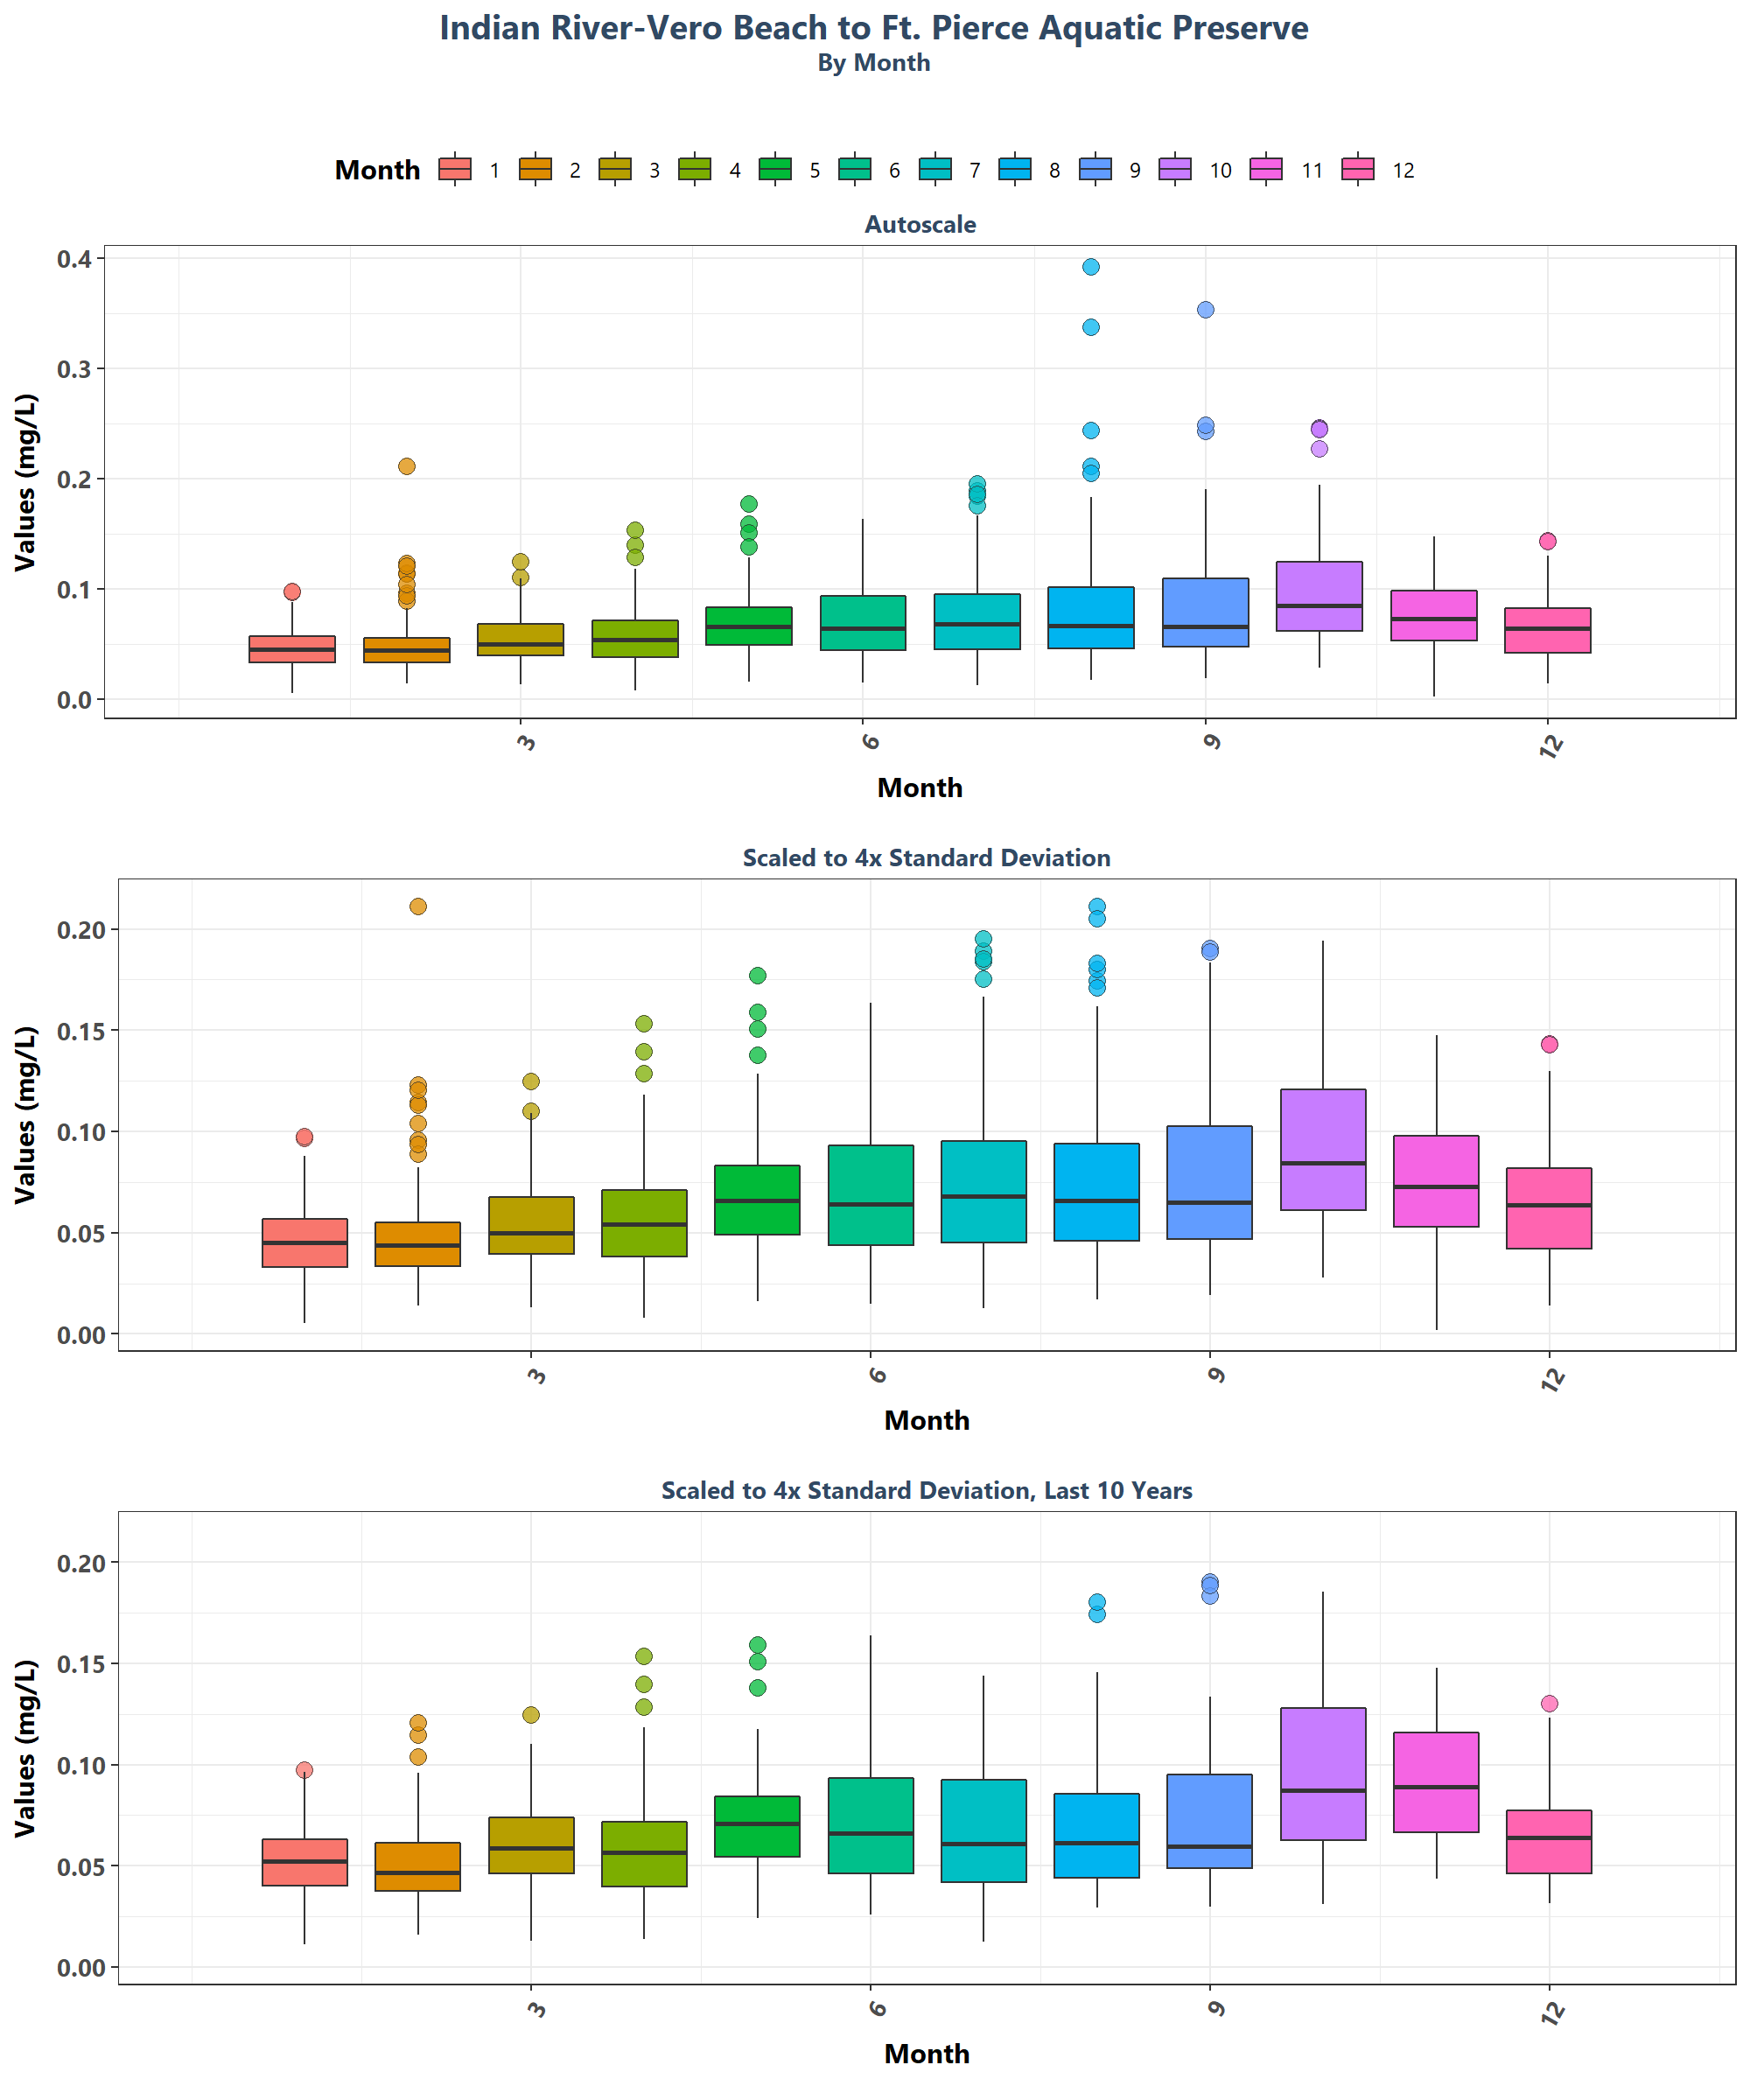 Indian River-Vero Beach to Ft. Pierce Aquatic Preserve
By Month
Month 1 2 3 4 5 6 7 8 9 10 11 12
Autoscale
Values (mg/L)
0.4
0.3
0.2
0.1
0.0
3 6 9 12
Month
Scaled to 4x Standard Deviation
Values (mg/L)
0.20
0.15
0.10
0.05
0.00
3 6 9 12
Month
Scaled to 4x Standard Deviation, Last 10 Years
Values (mg/L)
0.20
0.15
0.10
0.05
0.00
3 6 9 12
Month